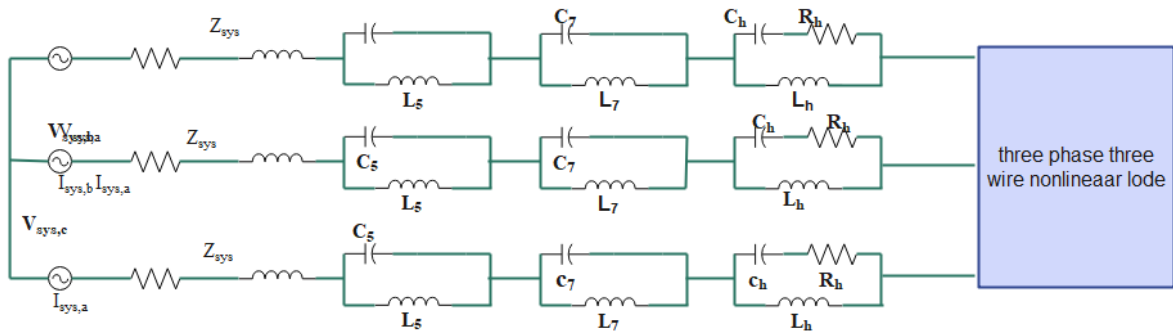 Zsys
C7
Ch
Rh
L5
L7
Lh
Zsys
C5
C7
Ch
Rh
Isys,b Isys,a
L5
L7
Lh
three phase three
wire nonlineaar lode
Vsys,c
Zsys
C5
c7
ch
Rh
Isys,a
L5
L7
Lh